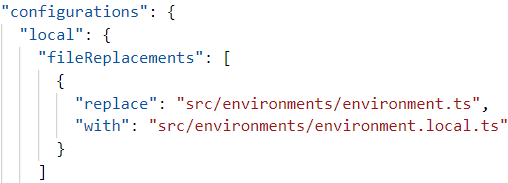 "configurations": {
"local": {
"fileReplacements": [
{
"replace": "src/environments/environment.ts",
"with": "src/environments/environment.local.ts"
}
]